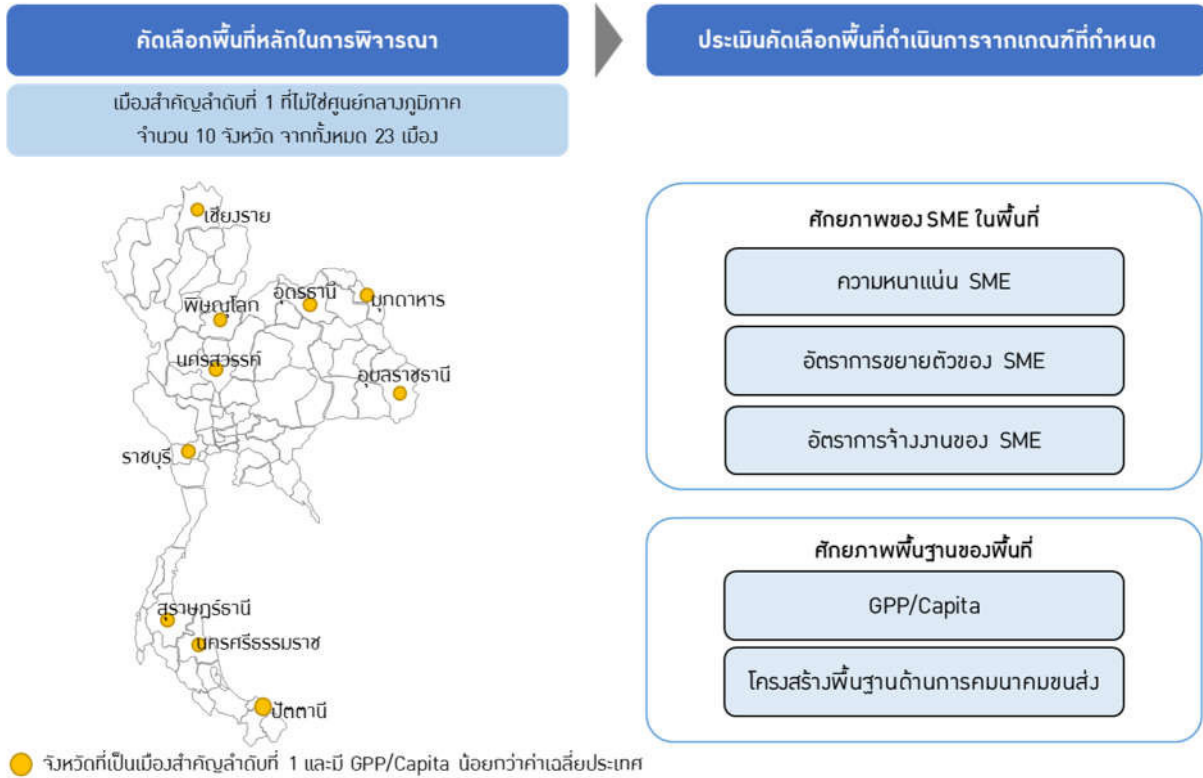 คัดเลือกพื้นที่หลักในการพิจารณา
ประเมินคัดเลือกพื้นที่ดำเนินการจากเกณฑ์ที่กำหนด
เมืองสำคัญลำดับที่ 1 ที่ไม่ใช่ศูนย์กลางภูมิภาค
จำนวน 10 จังหวัด จากทั้งหมด 23 เมือง
เชียงราย
อุดรธานี
มุกดาหาร
พิษณุโลก
นครสวรรค์
อุบลราชธานี
ราชบุรี
สุราษฎร์ธานี
นครศรีธรรมราช
ปัตตานี
ศักยภาพของ SME ในพื้นที่
ความหนาแน่น SME
อัตราการขยายตัวของ SME
อัตราการจ้างงานของ SME
ศักยภาพพื้นฐานของพื้นที่
GPP/Capita
โครงสร้างพื้นฐานด้านการคมนาคมขนส่ง
จังหวัดที่เป็นเมืองสำคัญลำดับที่ 1 และมี GPP/Capita น้อยกว่าค่าเฉลี่ยประเทศ